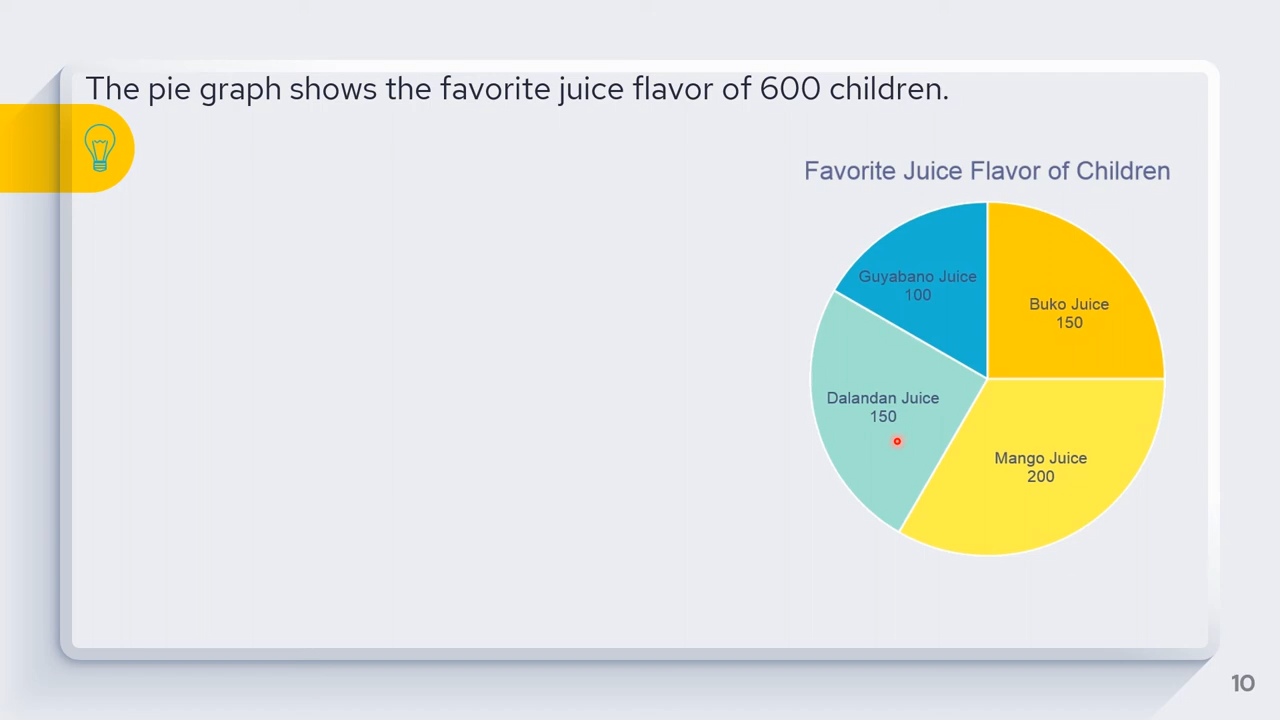 The pie graph shows the favorite juice flavor of 600 children.
Favorite Juice Flavor of Children
Guyabano Juice
100
Buko Juice
150
Dalandan Juice
150
Mango Juice
200
10